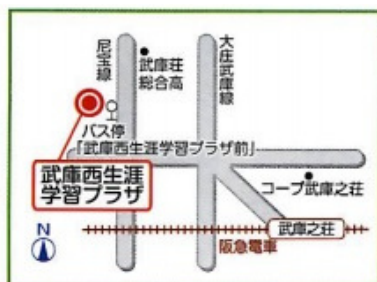 尼宝線
武庫荘
総合高
大庄武庫線
バス停
「武庫西生涯学習プラザ前」
武庫西生涯
学習プラザ
コープ武庫之荘
武庫之荘
阪急電車
N